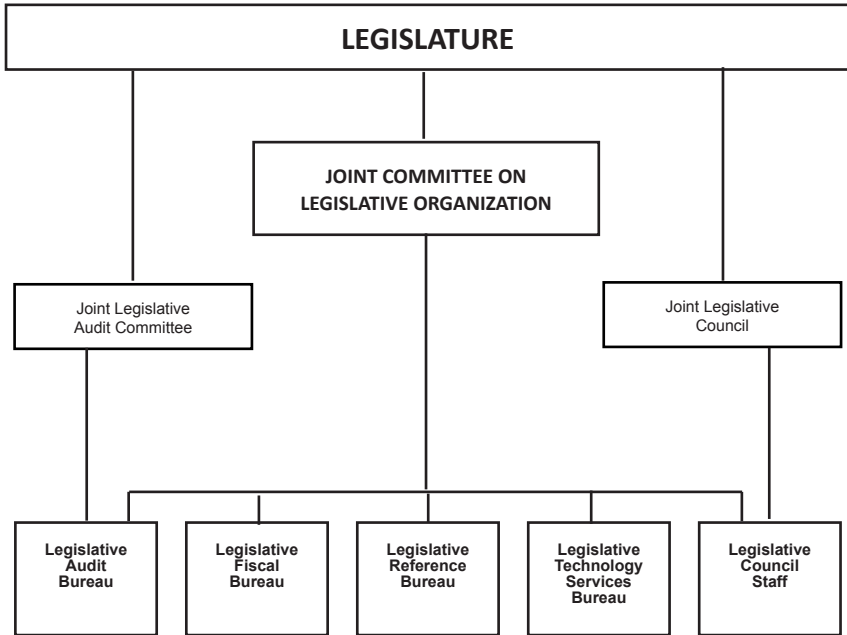 LEGISLATURE
JOINT COMMITTEE ON
LEGISLATIVE ORGANIZATION
Joint Legislative
Audit Committee
Joint Legislative
Council
Legislative
Audit
Bureau
Legislative
Fiscal
Bureau
Legislative
Reference
Bureau
Legislative
Technology
Services
Bureau
Legislative
Council
Staff